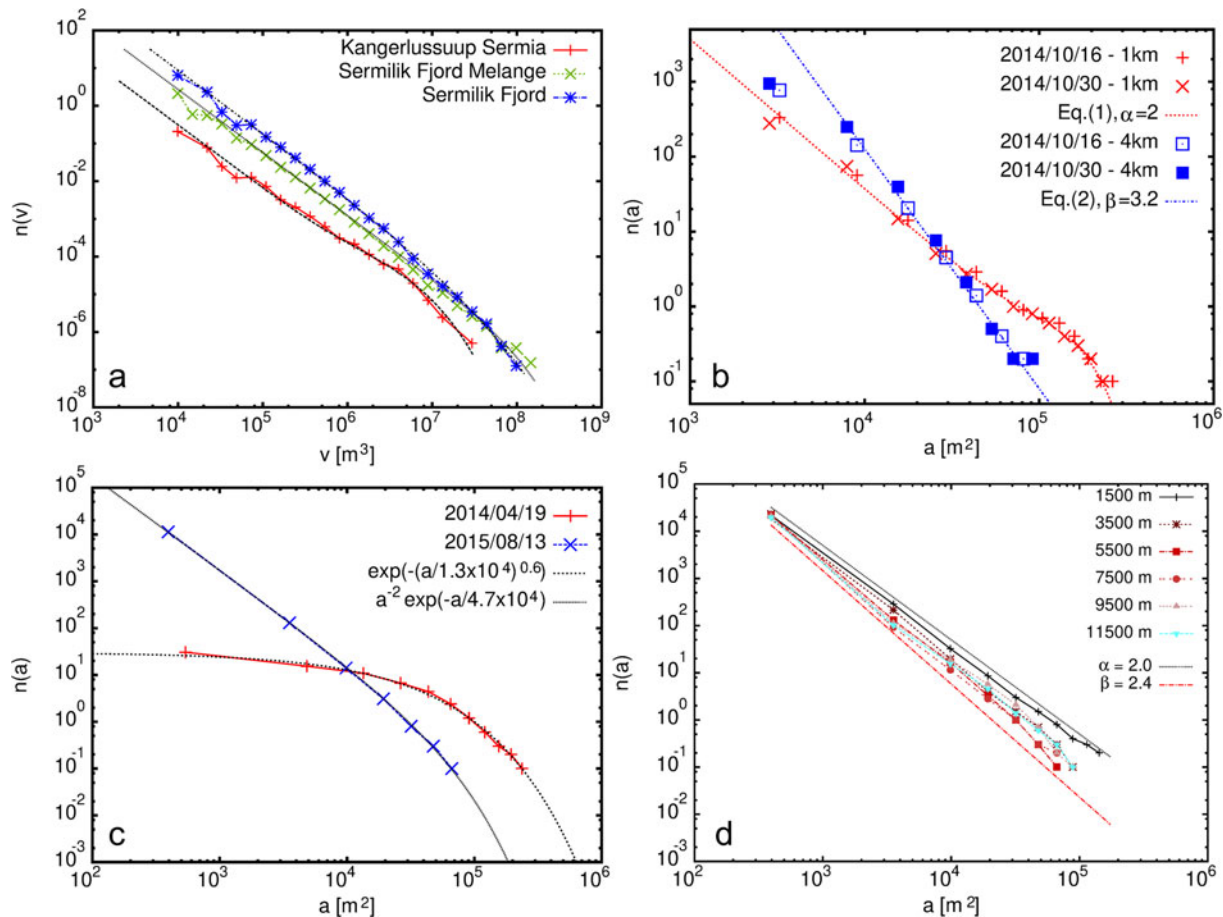 10^2
10^0
10^-2
10^-4
10^-6
10^-8
n(v)
Kangerlussuup Sermia
Sermilik Fjord Melange
Sermilik Fjord
a
10^3 10^4 10^5 10^6 10^7 10^8 10^9
v [m^3]
10^3
10^2
10^1
10^0
10^-1
n(a)
2014/10/16 - 1km
2014/10/30 - 1km
Eq.(1), α=2
2014/10/16 - 4km
2014/10/30 - 4km
Eq.(2), β=3.2
b
10^4 10^5 10^6
a [m^2]
10^5
10^4
10^3
10^2
10^1
10^0
10^-1
10^-2
10^-3
n(a)
2014/04/19
2015/08/13
exp(-(a/1.3x10^4)^0.6)
a^-2 exp(-a/4.7x10^4)
c
10^2 10^3 10^4 10^5 10^6
a [m^2]
10^5
10^4
10^3
10^2
10^1
10^0
10^-1
10^-2
10^-3
n(a)
1500 m
3500 m
5500 m
7500 m
9500 m
11500 m
α = 2.0
β = 2.4
d
10^2 10^3 10^4 10^5 10^6
a [m^2]